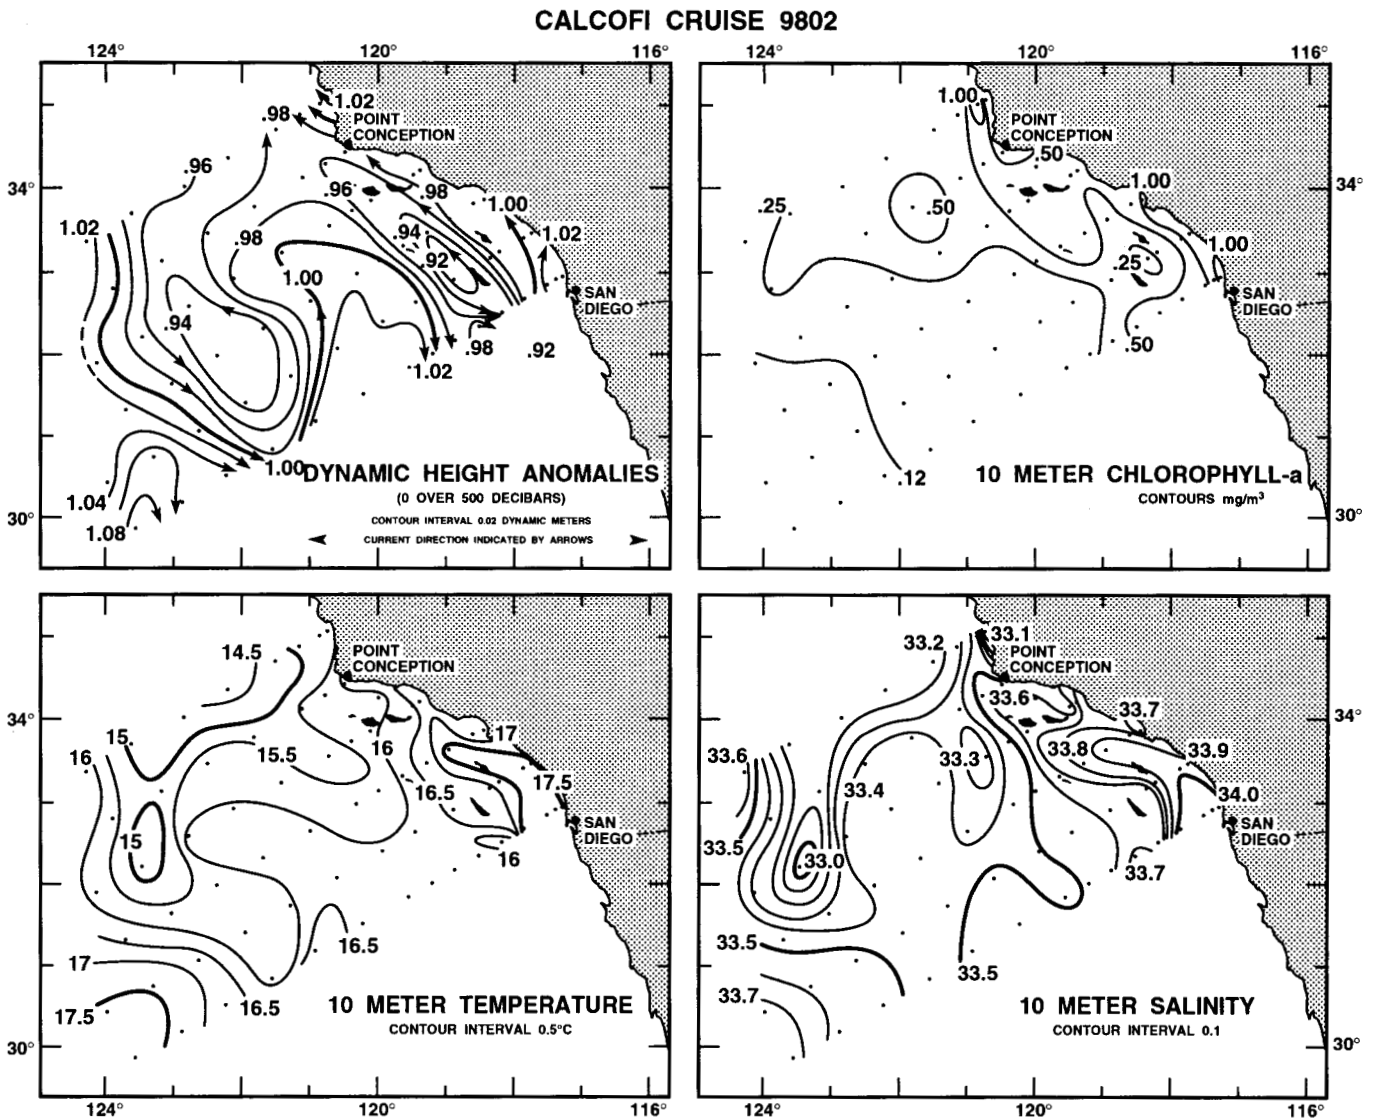 CALCOFI CRUISE 9802
124°
120°
116°
1.02
.98
POINT
CONCEPTION
.96
34°
.96
.98
1.00
1.02
.98
.94
1.02
.92
1.00
SAN
DIEGO
.94
.98
.92
1.02
1.00
DYNAMIC HEIGHT ANOMALIES
(0 OVER 500 DECIBARS)
CONTOUR INTERVAL 0.02 DYNAMIC METERS
CURRENT DIRECTION INDICATED BY ARROWS
1.04
1.08
30°
124°
120°
116°
1.00
POINT
CONCEPTION
.50
1.00
34°
.25
.50
1.00
.25
SAN
DIEGO
.50
.12
10 METER CHLOROPHYLL-a
CONTOURS mg/m³
30°
14.5
POINT
CONCEPTION
34°
15
16
15.5
16
17
17.5
16.5
15
SAN
DIEGO
16
16.5
17
16.5
17.5
10 METER TEMPERATURE
CONTOUR INTERVAL 0.5°C
30°
124°
120°
116°
33.2
33.1
POINT
CONCEPTION
33.6
33.7
34°
33.6
33.3
33.8
33.9
33.4
34.0
33.5
33.0
SAN
DIEGO
33.7
33.5
33.5
33.7
10 METER SALINITY
CONTOUR INTERVAL 0.1
30°
124°
120°
116°